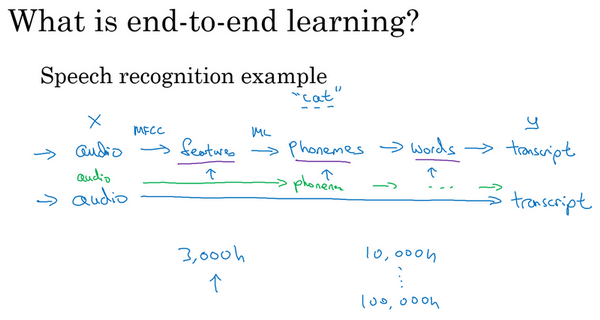 What is end-to-end learning?
Speech recognition example
"cat"
x MFCC ML y
→ audio → features → phonemes → words → transcript
audio → phonemes → ... →
→ audio → transcript
3,000h 10,000h
100,000h